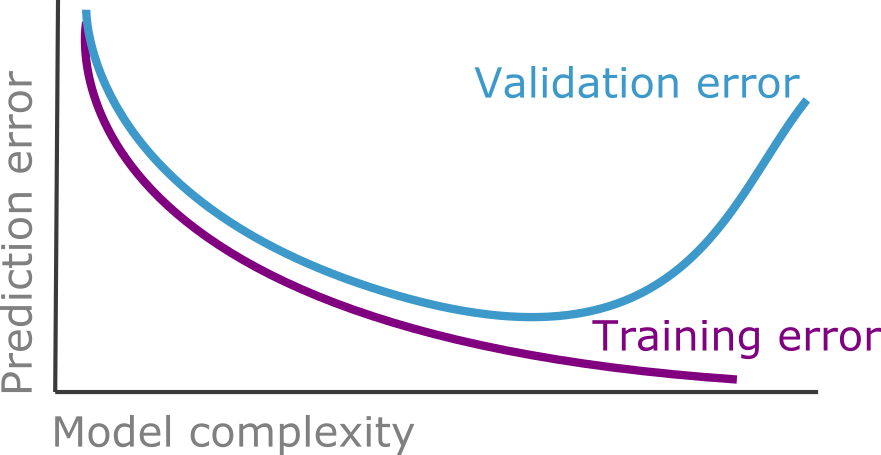 Prediction error
Validation error
Training error
Model complexity